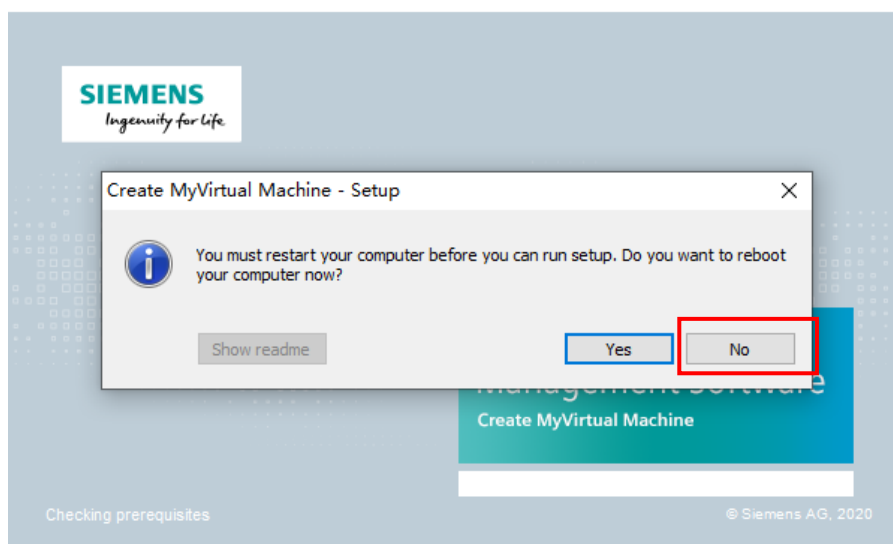 SIEMENS
Ingenuity for Life
Create MyVirtual Machine - Setup
You must restart your computer before you can run setup. Do you want to reboot
your computer now?
Show readme
Yes
No
Management Software
Create MyVirtual Machine
Checking prerequisites
© Siemens AG, 2020